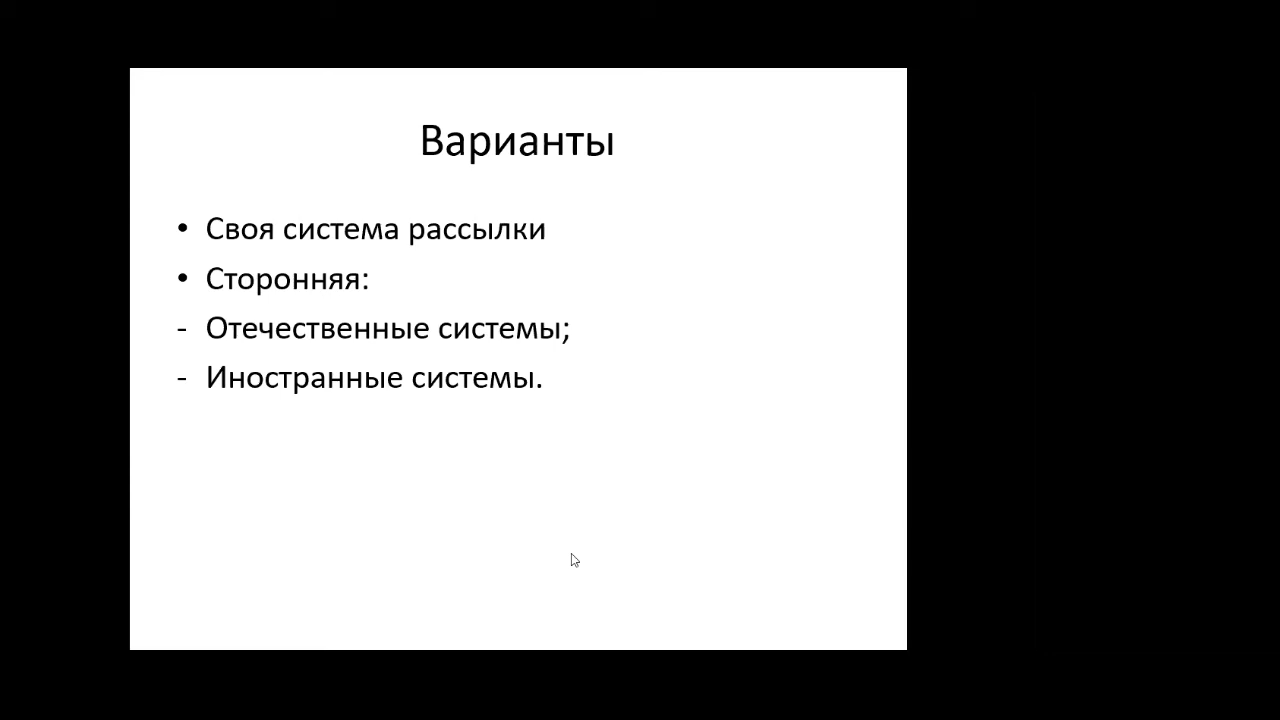 Варианты
• Своя система рассылки
• Сторонняя:
- Отечественные системы;
- Иностранные системы.